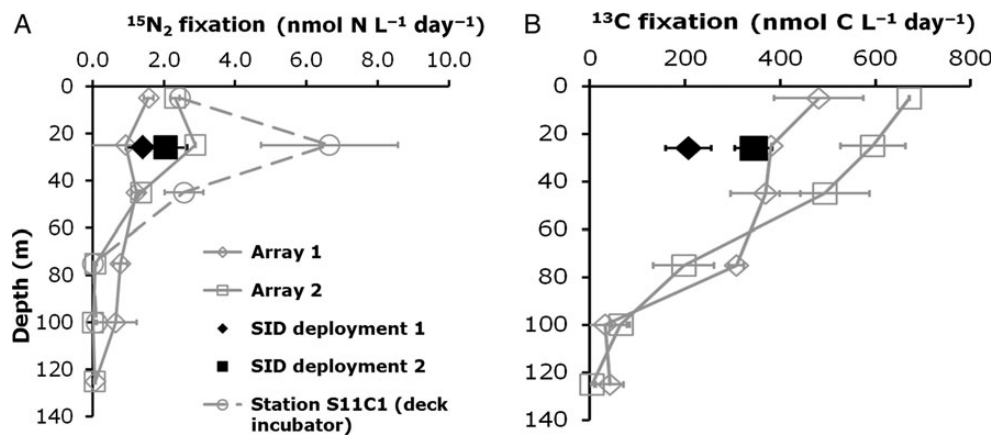 A
¹⁵N₂ fixation (nmol N L⁻¹ day⁻¹)
0.0 2.0 4.0 6.0 8.0 10.0
Depth (m)
0
20
40
60
80
100
120
140
Array 1
Array 2
SID deployment 1
SID deployment 2
Station S11C1 (deck
incubator)
B
¹³C fixation (nmol C L⁻¹ day⁻¹)
0 200 400 600 800
0
20
40
60
80
100
120
140